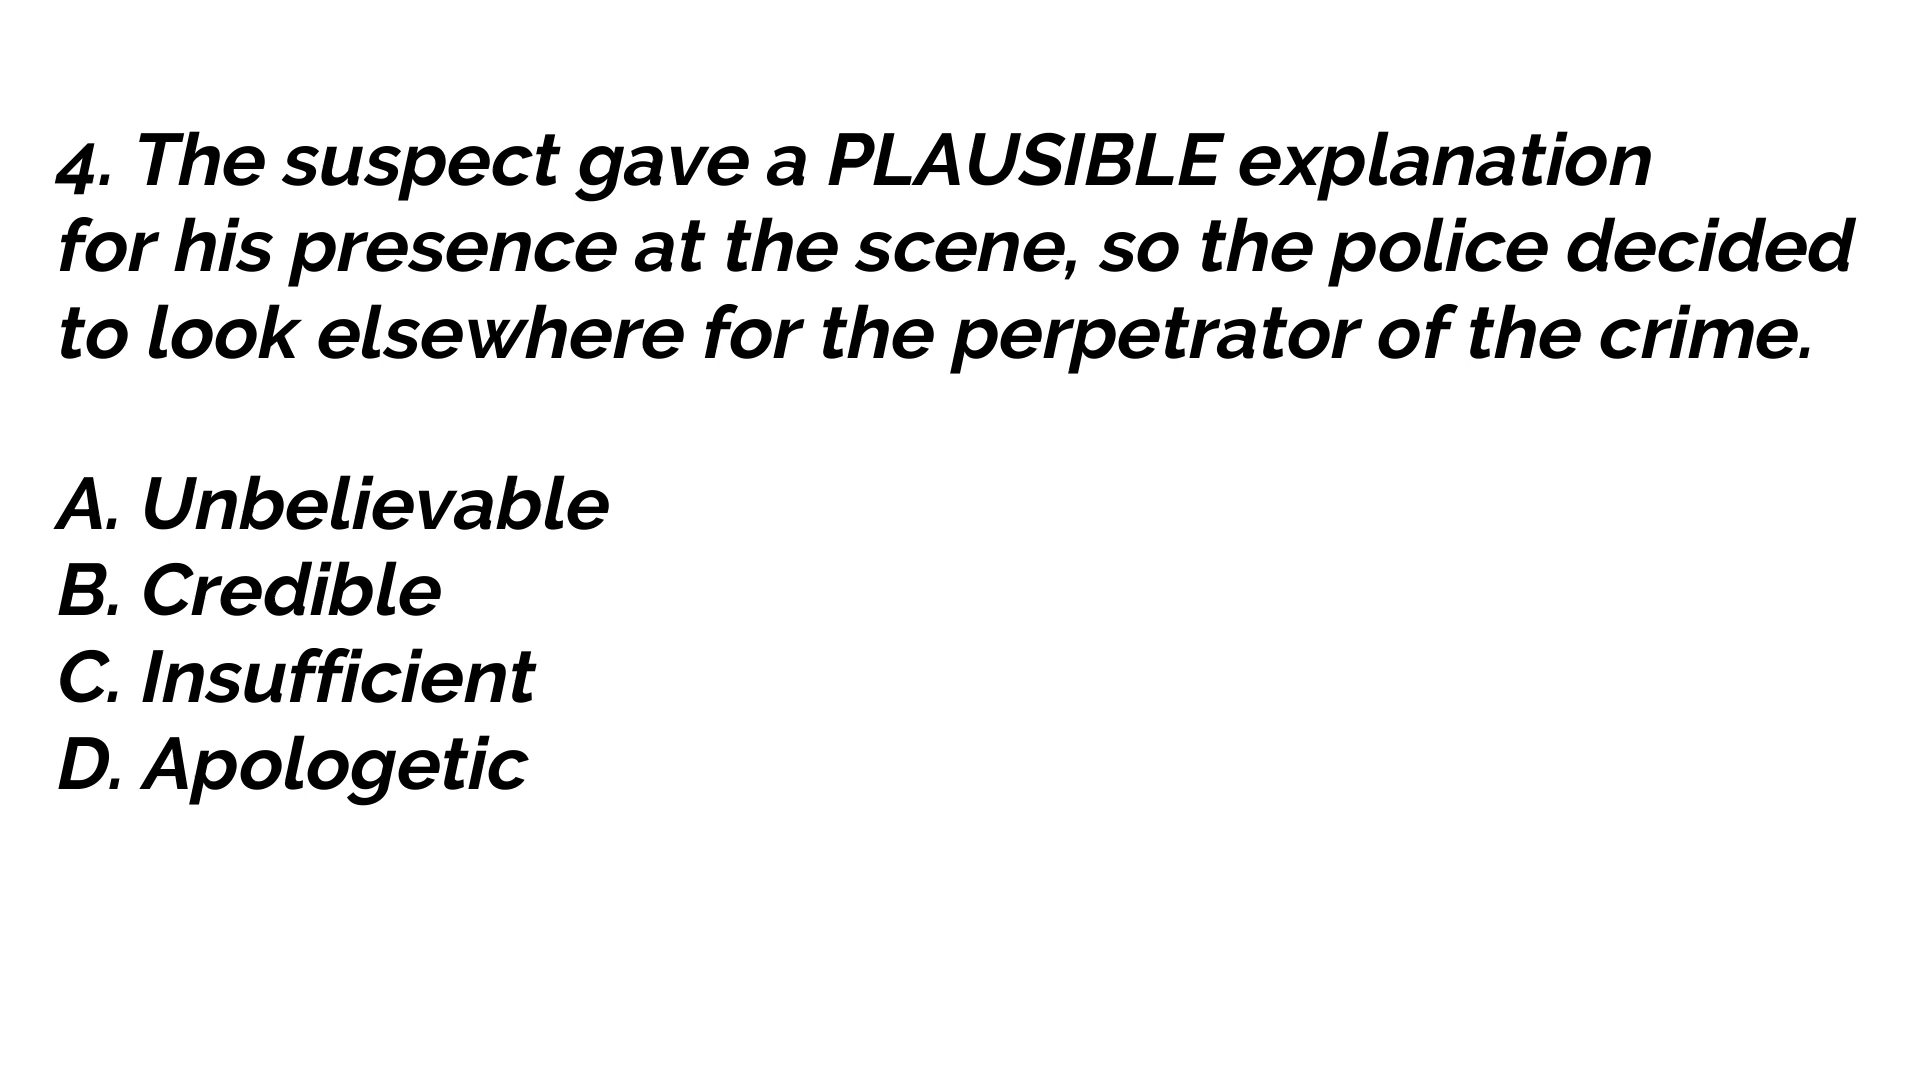 4. The suspect gave a PLAUSIBLE explanation
for his presence at the scene, so the police decided
to look elsewhere for the perpetrator of the crime.
A. Unbelievable
B. Credible
C. Insufficient
D. Apologetic